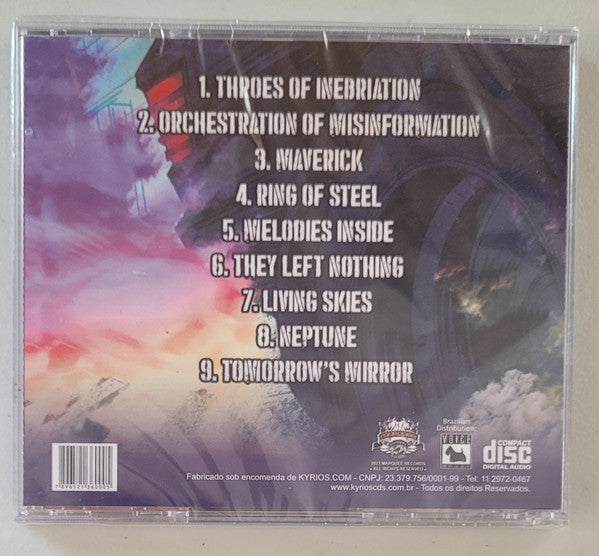 1. THROES OF INEBRIATION
2. ORCHESTRATION OF MISINFORMATION
3. MAVERICK
4. RING OF STEEL
5. MELODIES INSIDE
6. THEY LEFT NOTHING
7. LIVING SKIES
8. NEPTUNE
9. TOMORROW'S MIRROR
2021 MARQUEE RECORDS
ALL RIGHTS RESERVED.
Brazilian
Distribution:
VOICE
MUSIC
COMPACT
disc
DIGITAL AUDIO
Fabricado sob encomenda de KYRIOS.COM - CNPJ: 23.379.756/0001-99 - Tel: 11 2972-0467
www.kyrioscds.com.br - Todos os direitos Reservados.
7896521360005